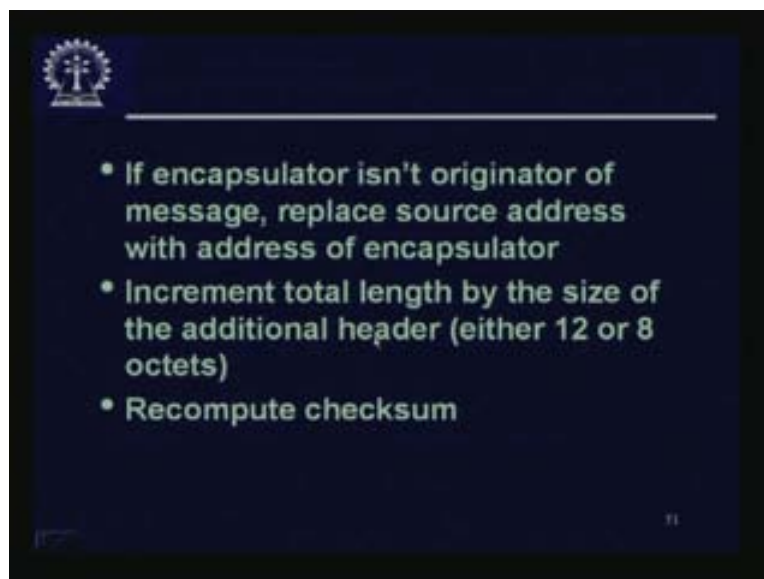 • If encapsulator isn't originator of
message, replace source address
with address of encapsulator
• Increment total length by the size of
the additional header (either 12 or 8
octets)
• Recompute checksum